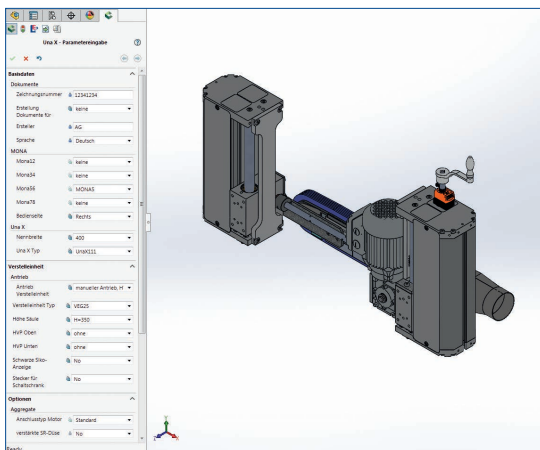 Una X - Parametereingabe
Basisdaten
Dokumente
Zeichnungsnummer 12341234
Erstellung Dokumente für keine
Ersteller AG
Sprache Deutsch
MONA
Mona12 keine
Mona34 keine
Mona56 MONA5
Mona78 keine
Bedienseite Rechts
Una X
Nennbreite 400
Una X Typ UnaX111
Verstelleinheit
Antrieb
Antrieb Verstelleinheit manueller Antrieb, H
Verstelleinheit Typ VEG25
Höhe Säule H=350
HVP Oben ohne
HVP Unten ohne
Schwarze Siko-Anzeige No
Stecker für Schaltschrank No
Optionen
Aggregate
Anschlusstyp Motor Standard
verstärkte SR-Düse No
Ready